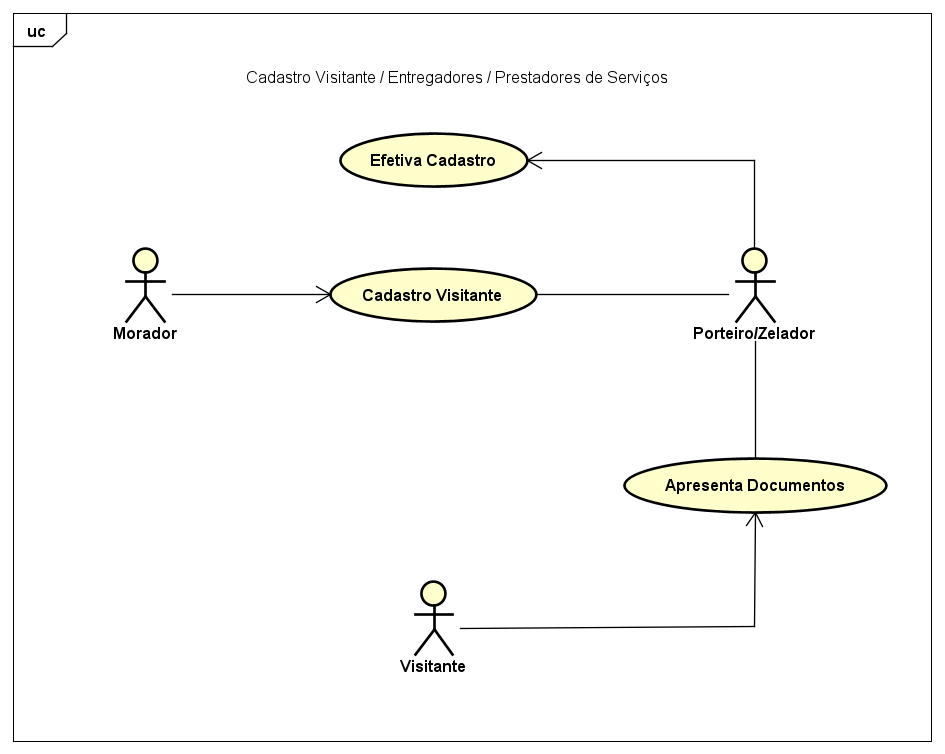 uc
Cadastro Visitante / Entregadores / Prestadores de Serviços
Efetiva Cadastro
Cadastro Visitante
Morador
Porteiro/Zelador
Apresenta Documentos
Visitante